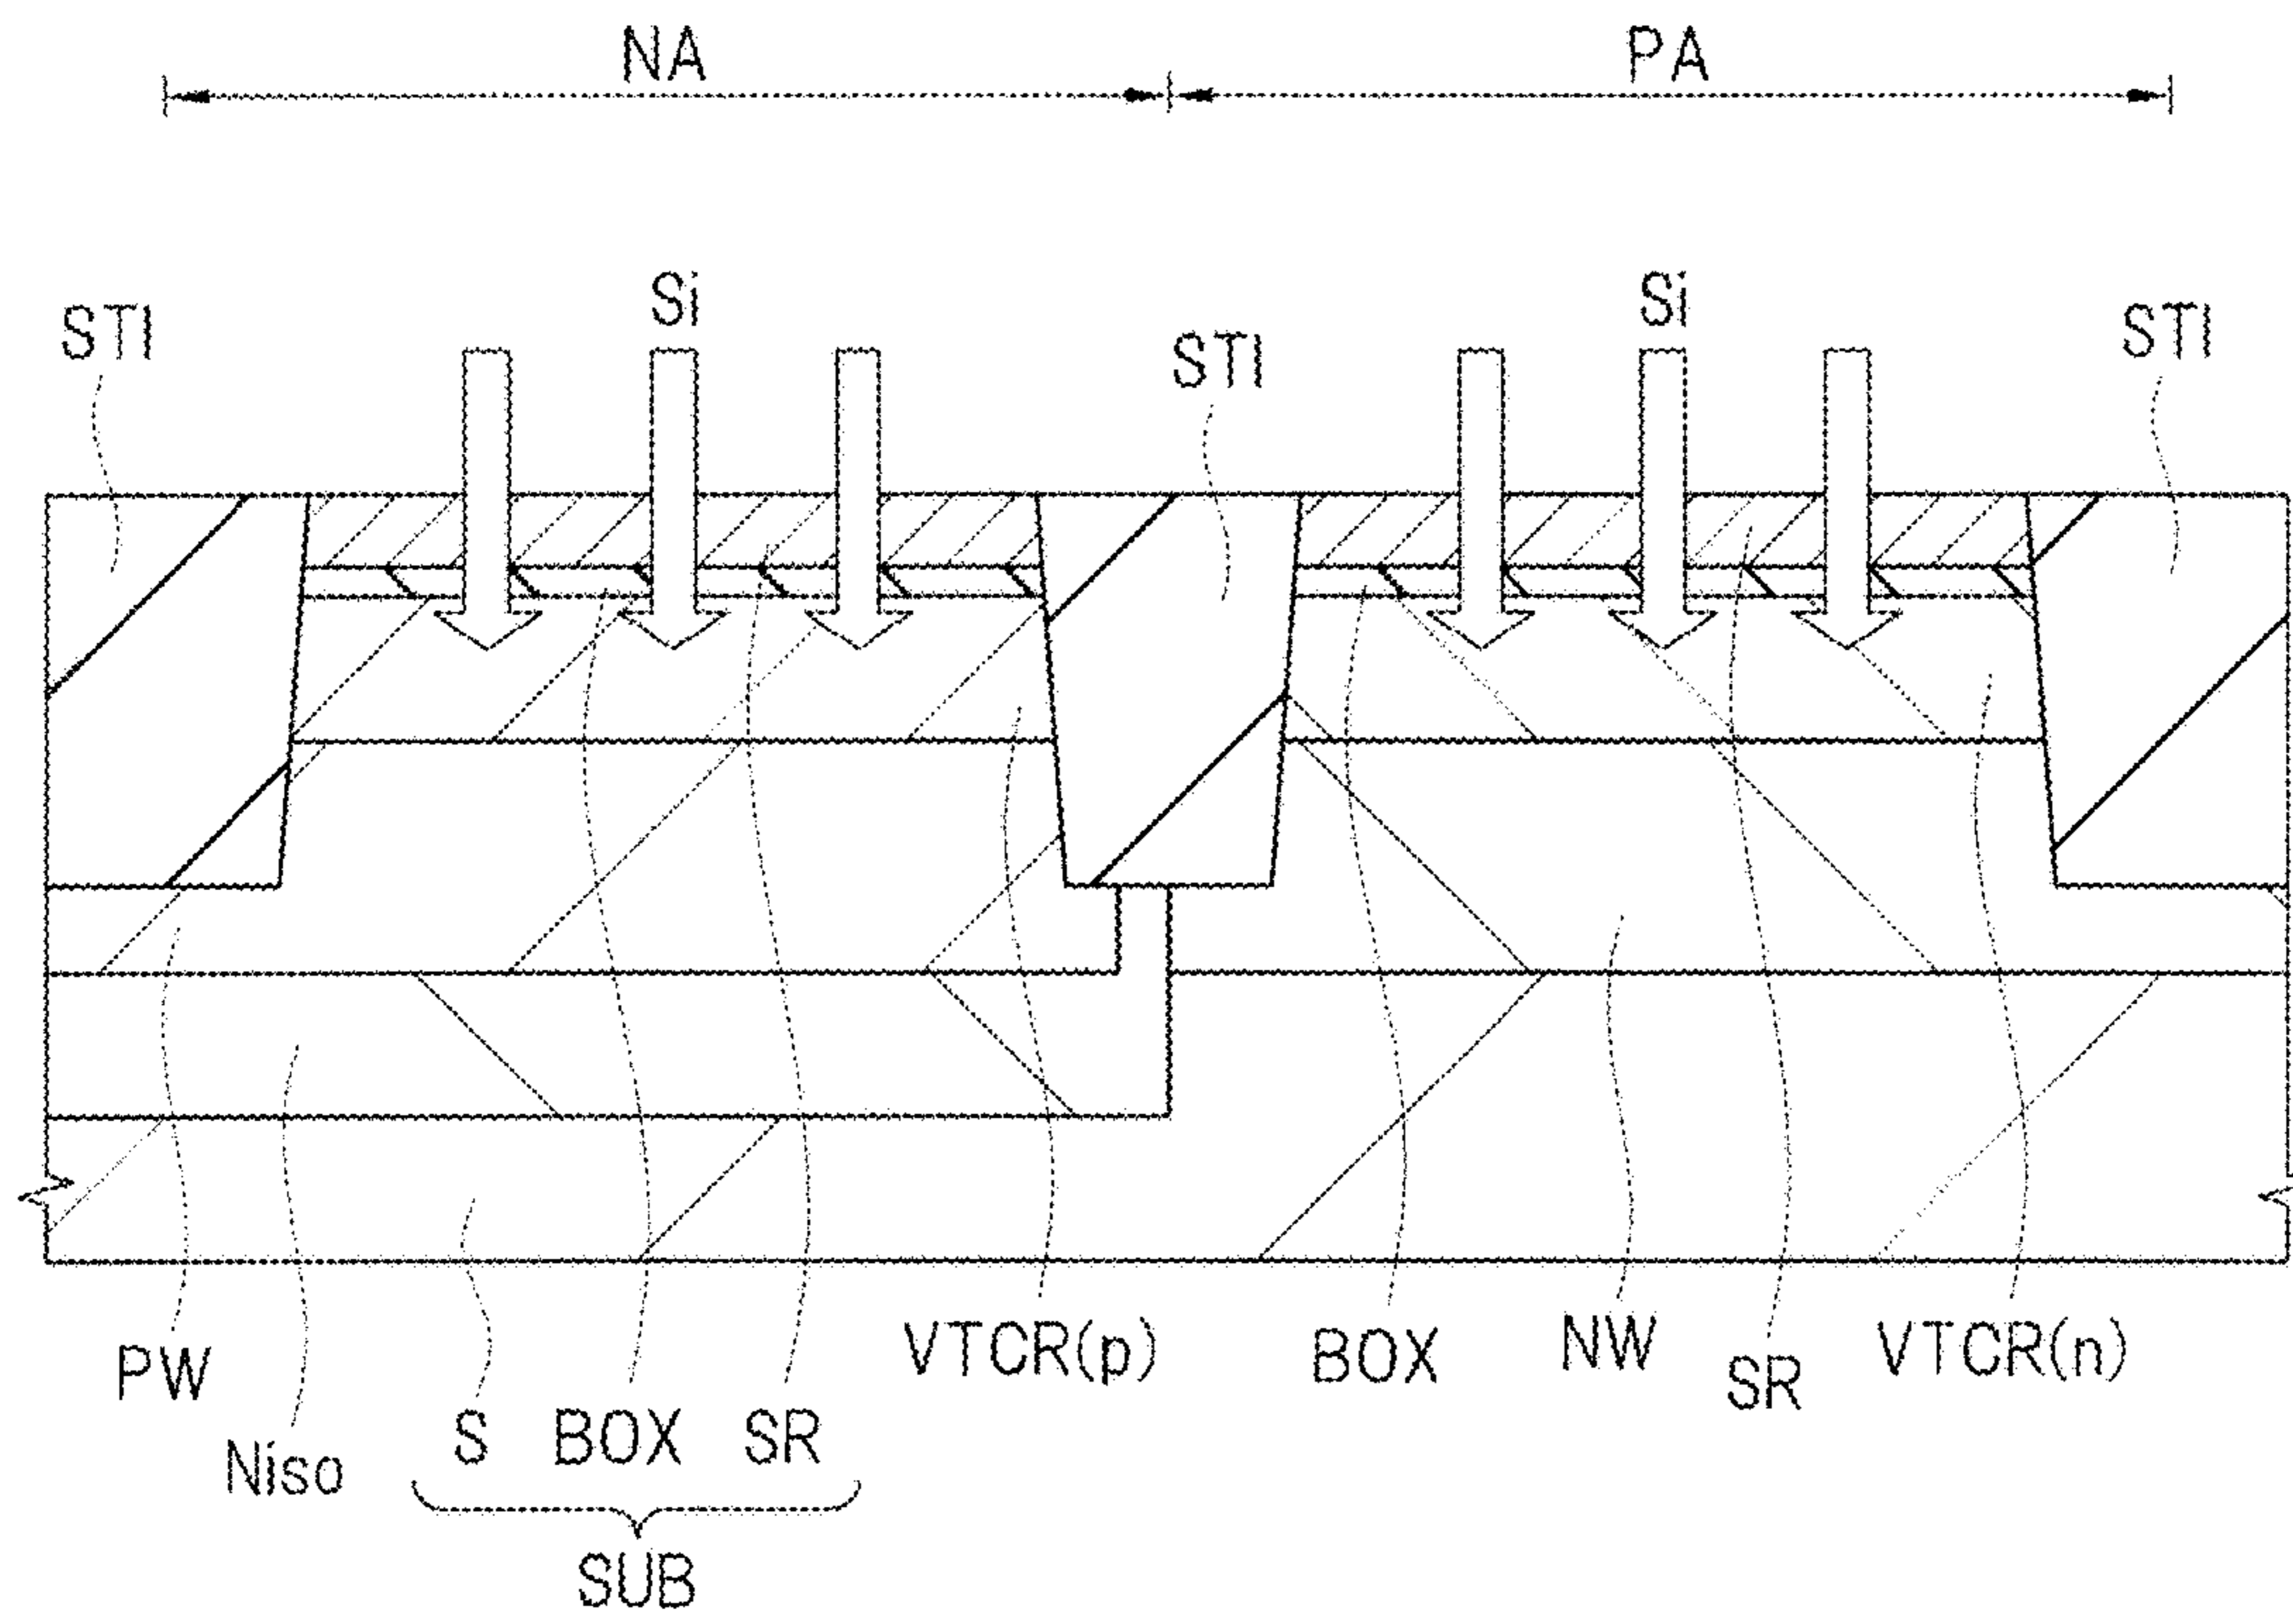 NA PA
Si Si
STI STI STI
VTCR(p) BOX NW SR VTCR(n)
PW
Niso S BOX SR
SUB